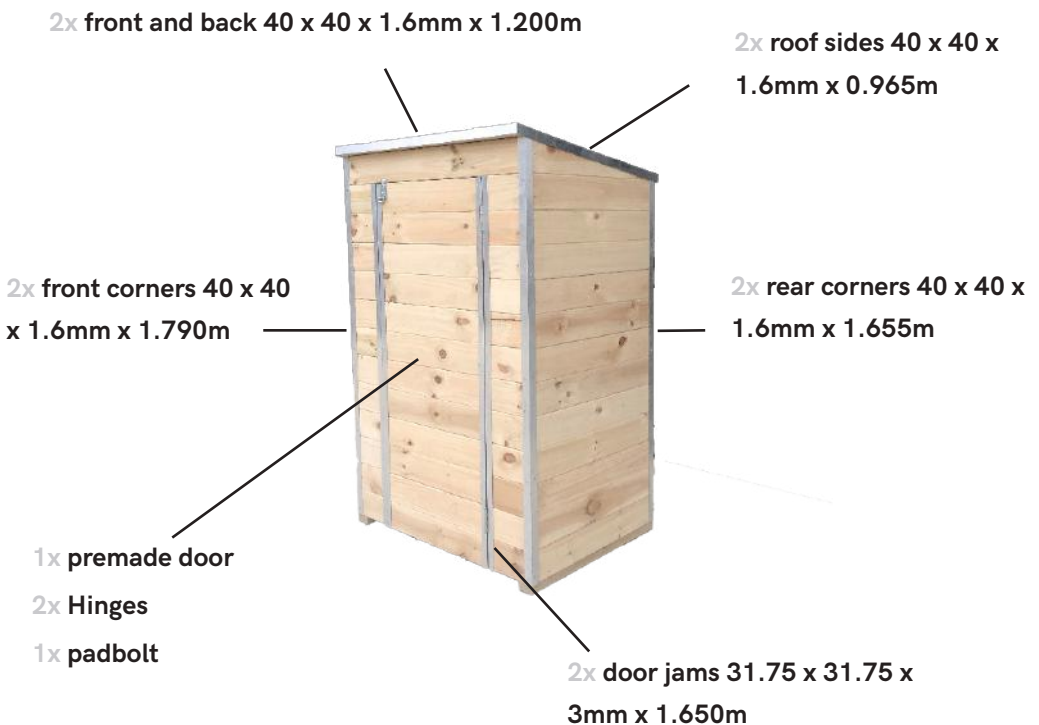 2x front and back 40 x 40 x 1.6mm x 1.200m
2x roof sides 40 x 40 x
1.6mm x 0.965m
2x front corners 40 x 40
x 1.6mm x 1.790m
2x rear corners 40 x 40 x
1.6mm x 1.655m
1x premade door
2x Hinges
1x padbolt
2x door jams 31.75 x 31.75 x
3mm x 1.650m